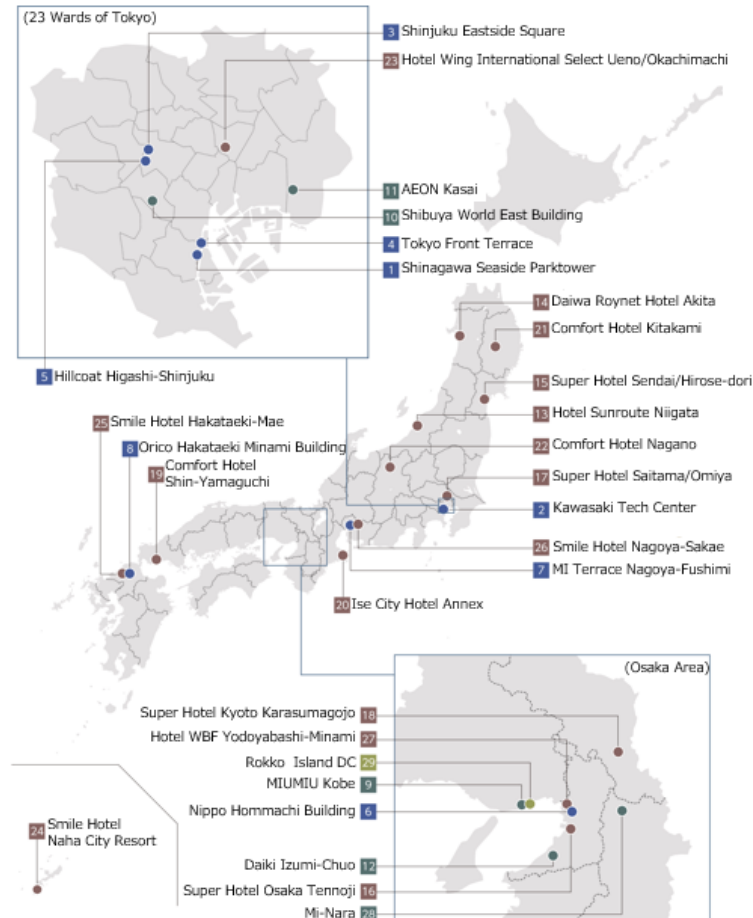 (23 Wards of Tokyo)
3 Shinjuku Eastside Square
23 Hotel Wing International Select Ueno/Okachimachi
11 AEON Kasai
10 Shibuya World East Building
4 Tokyo Front Terrace
1 Shinagawa Seaside Parktower
5 Hillcoat Higashi-Shinjuku
14 Daiwa Roynet Hotel Akita
21 Comfort Hotel Kitakami
15 Super Hotel Sendai/Hirose-dori
13 Hotel Sunroute Niigata
22 Comfort Hotel Nagano
17 Super Hotel Saitama/Omiya
2 Kawasaki Tech Center
26 Smile Hotel Nagoya-Sakae
7 MI Terrace Nagoya-Fushimi
25 Smile Hotel Hakataeki-Mae
8 Orico Hakataeki Minami Building
19 Comfort Hotel
Shin-Yamaguchi
20 Ise City Hotel Annex
(Osaka Area)
Super Hotel Kyoto Karasumagojo 18
Hotel WBF Yodoyabashi-Minami 27
Rokko Island DC 29
MIUMIU Kobe 9
Nippo Hommachi Building 6
Daiki Izumi-Chuo 12
Super Hotel Osaka Tennoji 16
Mi-Nara 28
24 Smile Hotel
Naha City Resort